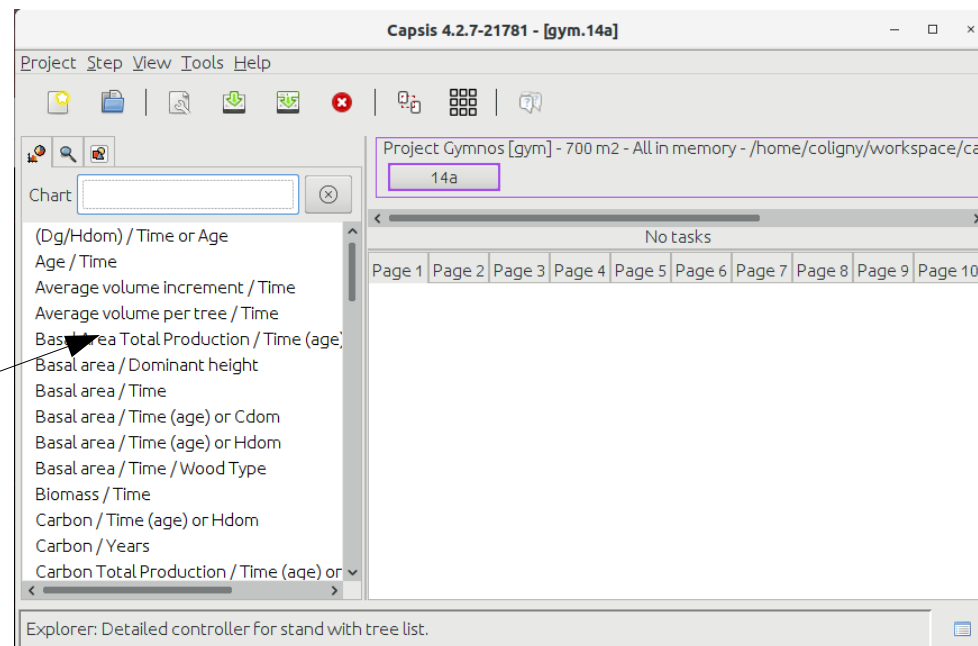 Capsis 4.2.7-21781 - [gym.14a]
Project Step View Tools Help
Project Gymnos [gym] - 700 m2 - All in memory - /home/coligny/workspace/ca
14a
Chart
No tasks
(Dg/Hdom) / Time or Age
Age / Time
Average volume increment / Time
Average volume per tree / Time
Basal Area Total Production / Time (age)
Basal area / Dominant height
Basal area / Time
Basal area / Time (age) or Cdom
Basal area / Time (age) or Hdom
Basal area / Time / Wood Type
Biomass / Time
Carbon / Time (age) or Hdom
Carbon / Years
Carbon Total Production / Time (age) or
Page 1 Page 2 Page 3 Page 4 Page 5 Page 6 Page 7 Page 8 Page 9 Page 10
Explorer: Detailed controller for stand with tree list.